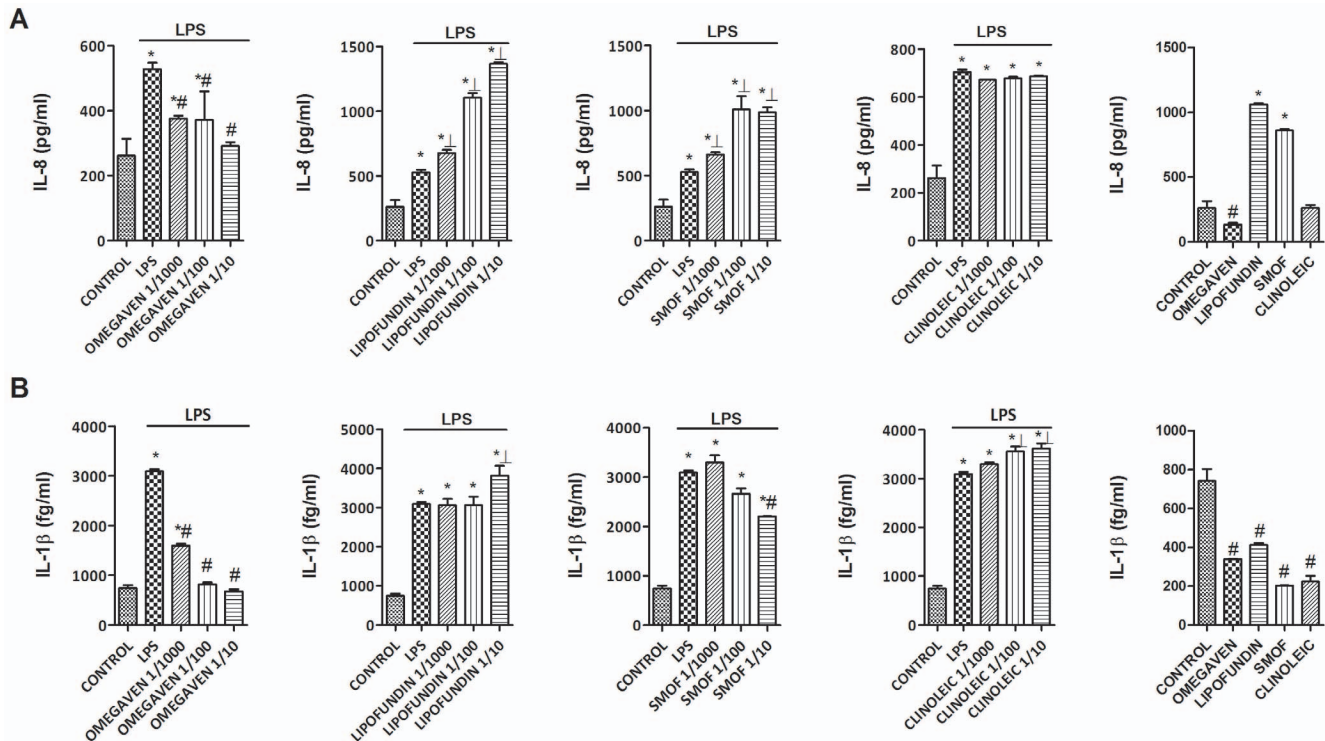 A
LPS
IL-8 (pg/ml)
600
400
200
0
* *# *# #
CONTROL
LPS
OMEGAVEN 1/1000
OMEGAVEN 1/100
OMEGAVEN 1/10
LPS
IL-8 (pg/ml)
1500
1000
500
0
* *⊥ *⊥ *⊥
CONTROL
LPS
LIPOFUNDIN 1/1000
LIPOFUNDIN 1/100
LIPOFUNDIN 1/10
LPS
IL-8 (pg/ml)
1500
1000
500
0
* *⊥ *⊥ *⊥
CONTROL
LPS
SMOF 1/1000
SMOF 1/100
SMOF 1/10
LPS
IL-8 (pg/ml)
800
600
400
200
0
* * * *
CONTROL
LPS
CLINOLEIC 1/1000
CLINOLEIC 1/100
CLINOLEIC 1/10
IL-8 (pg/ml)
1500
1000
500
0
# * *
CONTROL
OMEGAVEN
LIPOFUNDIN
SMOF
CLINOLEIC
B
LPS
IL-1β (fg/ml)
4000
3000
2000
1000
0
* *# # #
CONTROL
LPS
OMEGAVEN 1/1000
OMEGAVEN 1/100
OMEGAVEN 1/10
LPS
IL-1β (fg/ml)
5000
4000
3000
2000
1000
0
* * * *⊥
CONTROL
LPS
LIPOFUNDIN 1/1000
LIPOFUNDIN 1/100
LIPOFUNDIN 1/10
LPS
IL-1β (fg/ml)
4000
3000
2000
1000
0
* * * *#
CONTROL
LPS
SMOF 1/1000
SMOF 1/100
SMOF 1/10
LPS
IL-1β (fg/ml)
4000
3000
2000
1000
0
* * *⊥ *⊥
CONTROL
LPS
CLINOLEIC 1/1000
CLINOLEIC 1/100
CLINOLEIC 1/10
IL-1β (fg/ml)
1000
800
600
400
200
0
# # # #
CONTROL
OMEGAVEN
LIPOFUNDIN
SMOF
CLINOLEIC